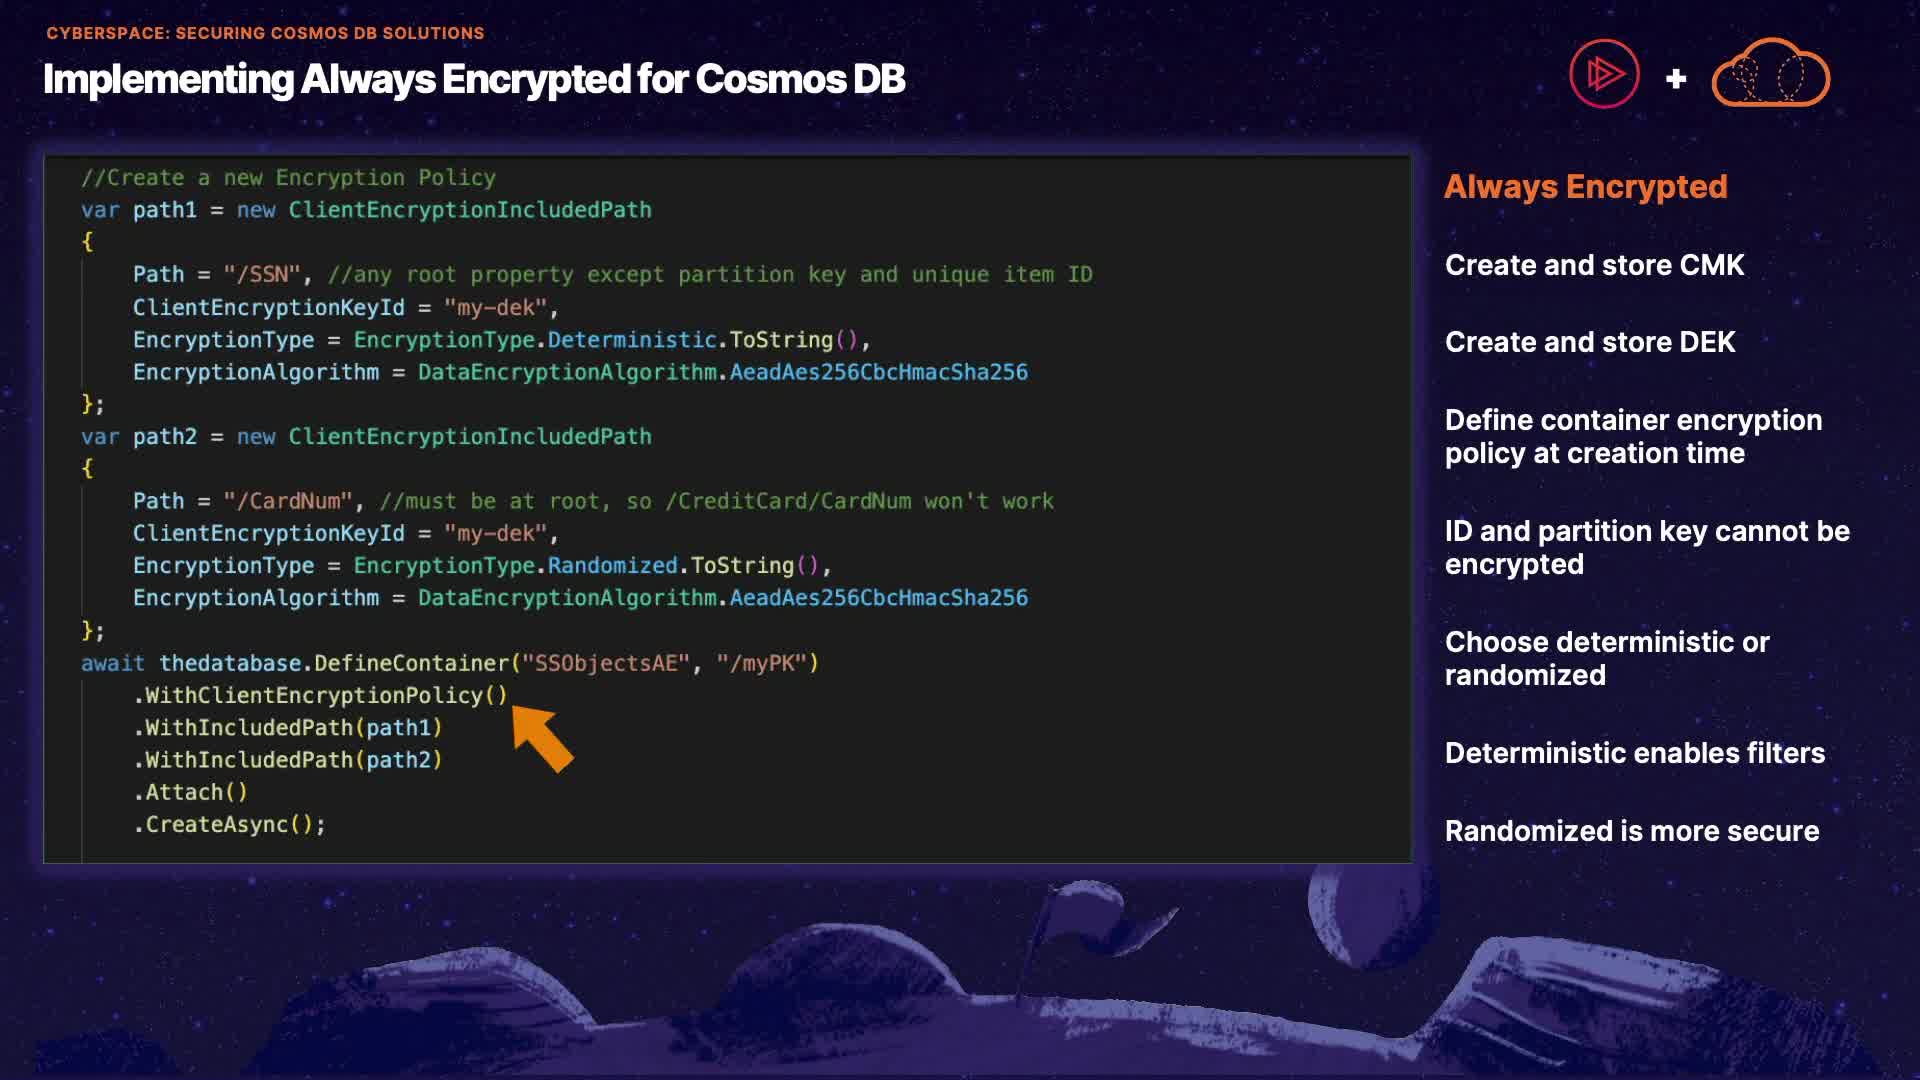 CYBERSPACE: SECURING COSMOS DB SOLUTIONS
Implementing Always Encrypted for Cosmos DB
+
//Create a new Encryption Policy
var path1 = new ClientEncryptionIncludedPath
{
Path = "/SSN", //any root property except partition key and unique item ID
ClientEncryptionKeyId = "my-dek",
EncryptionType = EncryptionType.Deterministic.ToString(),
EncryptionAlgorithm = DataEncryptionAlgorithm.AeadAes256CbcHmacSha256
};
var path2 = new ClientEncryptionIncludedPath
{
Path = "/CardNum", //must be at root, so /CreditCard/CardNum won't work
ClientEncryptionKeyId = "my-dek",
EncryptionType = EncryptionType.Randomized.ToString(),
EncryptionAlgorithm = DataEncryptionAlgorithm.AeadAes256CbcHmacSha256
};
await thedatabase.DefineContainer("SSObjectsAE", "/myPK")
.WithClientEncryptionPolicy()
.WithIncludedPath(path1)
.WithIncludedPath(path2)
.Attach()
.CreateAsync();
Always Encrypted
Create and store CMK
Create and store DEK
Define container encryption
policy at creation time
ID and partition key cannot be
encrypted
Choose deterministic or
randomized
Deterministic enables filters
Randomized is more secure